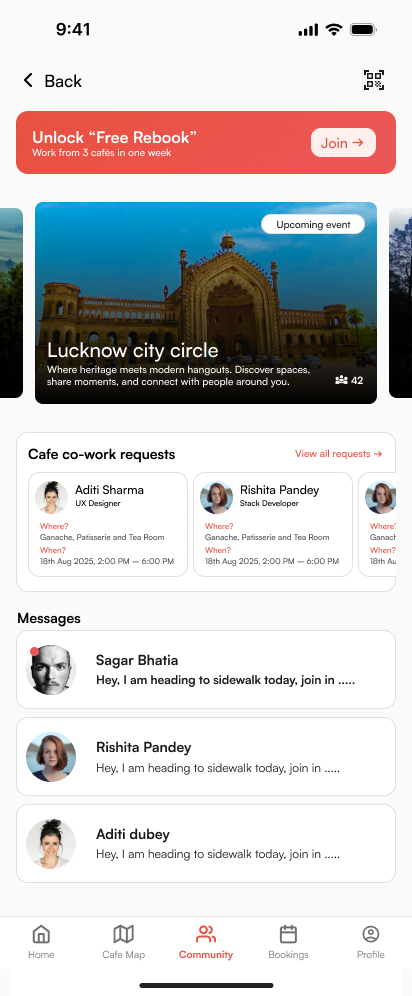 9:41
Back
Unlock “Free Rebook”
Work from 3 cafés in one week
Join →
Upcoming event
Lucknow city circle
Where heritage meets modern hangouts. Discover spaces,
share moments, and connect with people around you.
42
Cafe co-work requests
View all requests →
Aditi Sharma
UX Designer
Where?
Ganache, Patisserie and Tea Room
When?
18th Aug 2025, 2:00 PM — 6:00 PM
Rishita Pandey
Stack Developer
Where?
Ganache, Patisserie and Tea Room
When?
18th Aug 2025, 2:00 PM — 6:00 PM
Where?
Ganach
When?
18th Au
Messages
Sagar Bhatia
Hey, I am heading to sidewalk today, join in .....
Rishita Pandey
Hey, I am heading to sidewalk today, join in .....
Aditi dubey
Hey, I am heading to sidewalk today, join in .....
Home
Cafe Map
Community
Bookings
Profile